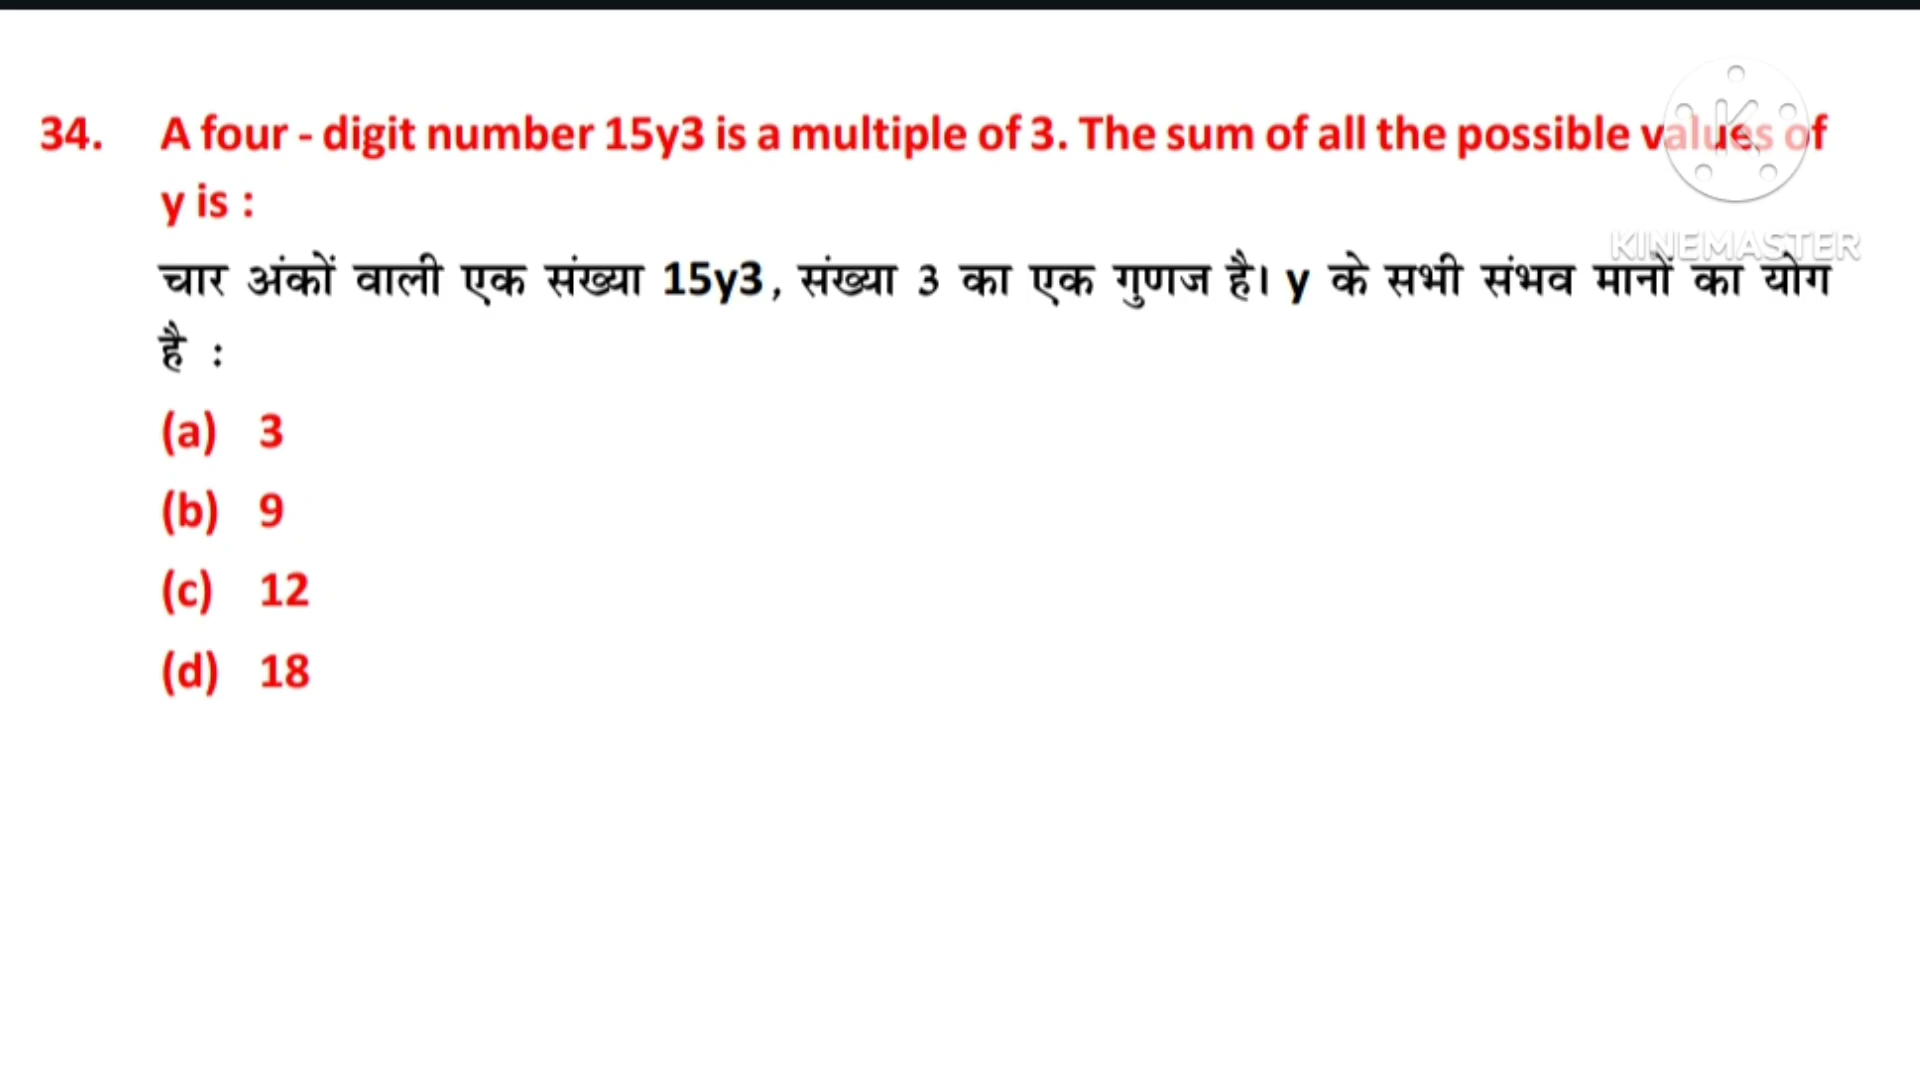 34. A four - digit number 15y3 is a multiple of 3. The sum of all the possible values of
y is :
चार अंकों वाली एक संख्या 15y3, संख्या 3 का एक गुणज है। y के सभी संभव मानों का योग
है :
(a) 3
(b) 9
(c) 12
(d) 18
K
KINEMASTER